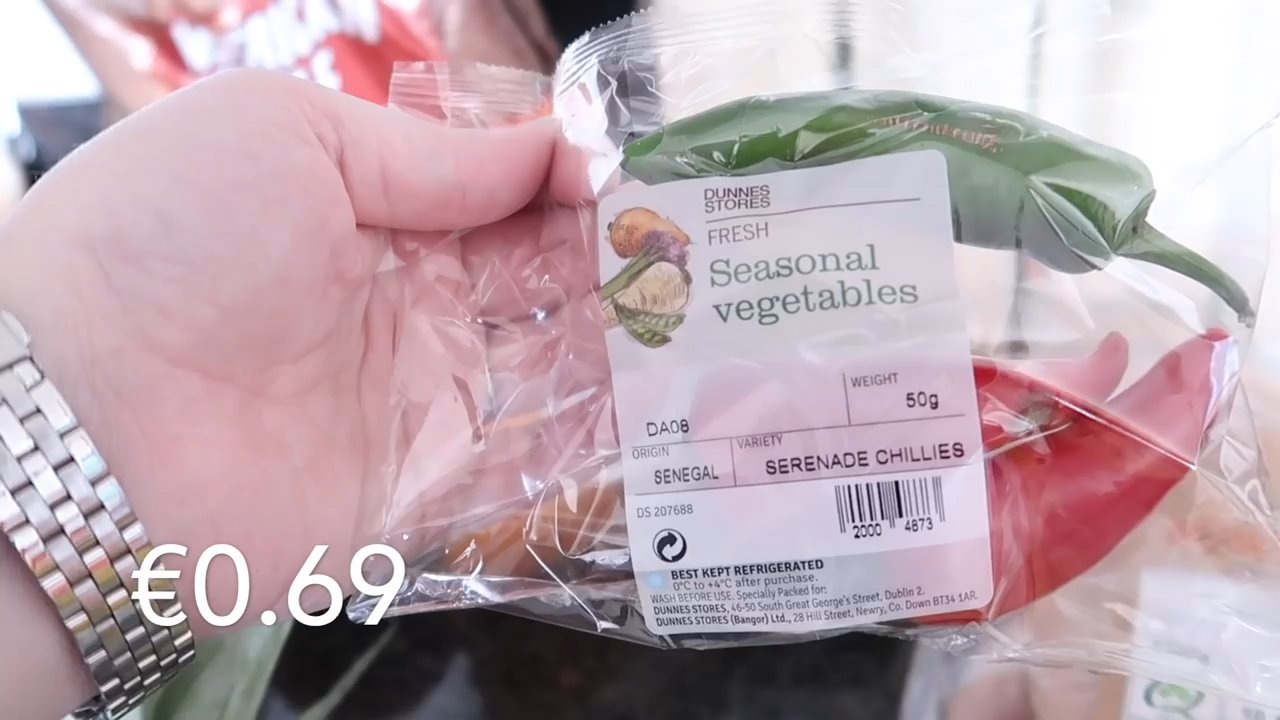 DUNNES
STORES
FRESH
Seasonal
vegetables
WEIGHT
50g
DA08
ORIGIN
VARIETY
SENEGAL
SERENADE CHILLIES
DS 207688
2000 4873
BEST KEPT REFRIGERATED
0°C to +4°C after purchase.
WASH BEFORE USE. Specially Packed for:
DUNNES STORES, 46-50 South Great George's Street, Dublin 2.
DUNNES STORES (Bangor) Ltd., 28 Hill Street, Newry, Co. Down BT34 1AR.
€0.69